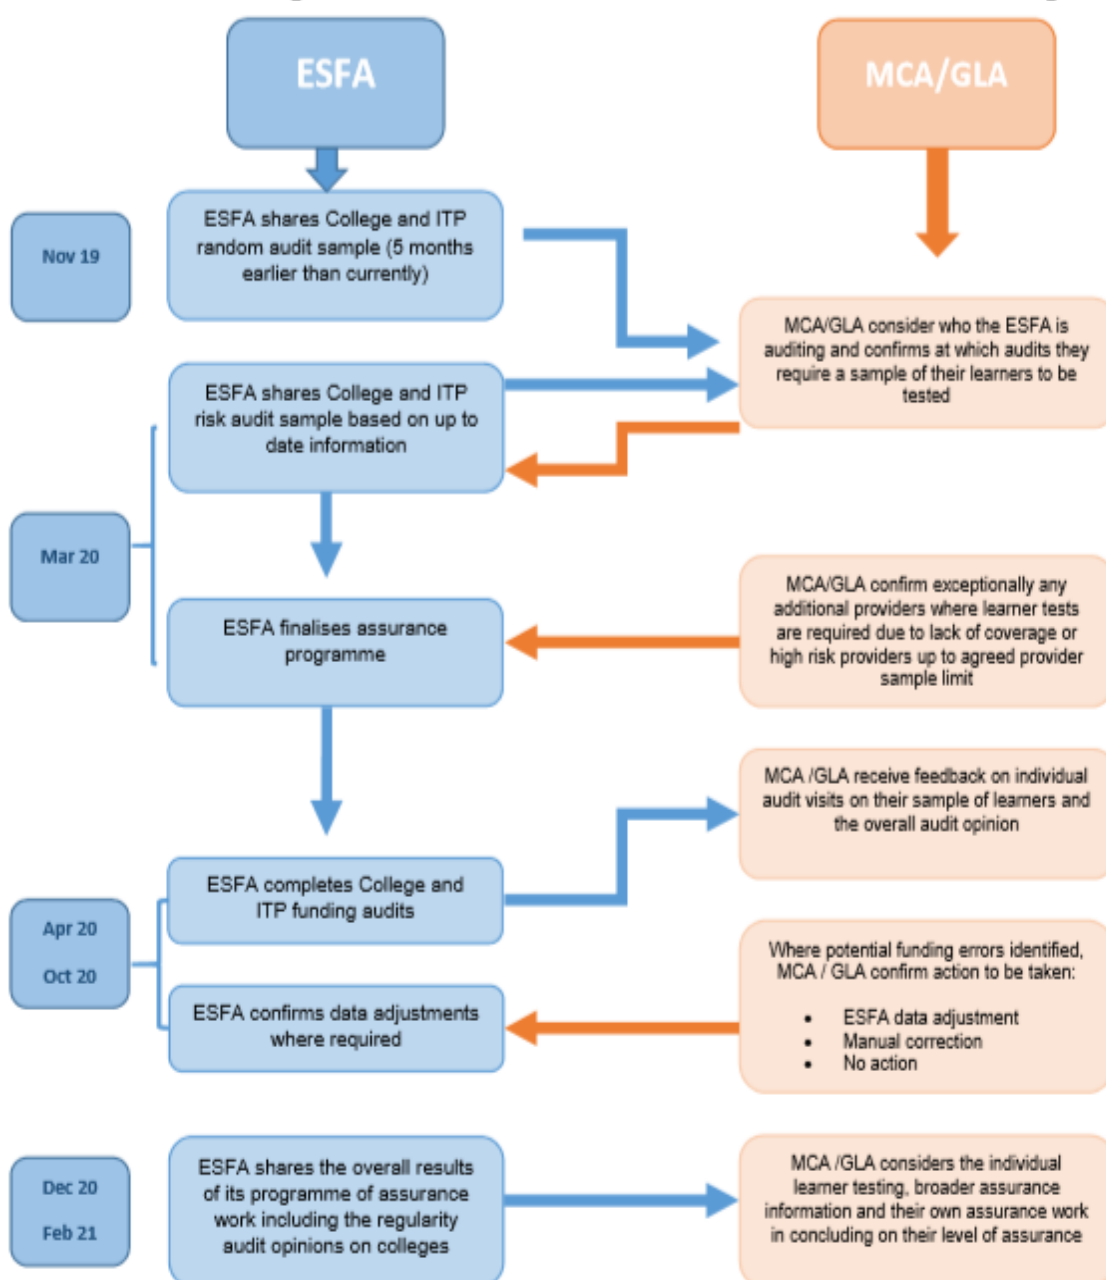 ESFA
MCA/GLA
Nov 19
ESFA shares College and ITP
random audit sample (5 months
earlier than currently)
MCA/GLA consider who the ESFA is
auditing and confirms at which audits they
require a sample of their learners to be
tested
ESFA shares College and ITP
risk audit sample based on up to
date information
Mar 20
ESFA finalises assurance
programme
MCA/GLA confirm exceptionally any
additional providers where learner tests
are required due to lack of coverage or
high risk providers up to agreed provider
sample limit
MCA /GLA receive feedback on individual
audit visits on their sample of learners and
the overall audit opinion
Apr 20
Oct 20
ESFA completes College and
ITP funding audits
ESFA confirms data adjustments
where required
Where potential funding errors identified,
MCA / GLA confirm action to be taken:
• ESFA data adjustment
• Manual correction
• No action
Dec 20
Feb 21
ESFA shares the overall results
of its programme of assurance
work including the regularity
audit opinions on colleges
MCA /GLA considers the individual
learner testing, broader assurance
information and their own assurance work
in concluding on their level of assurance